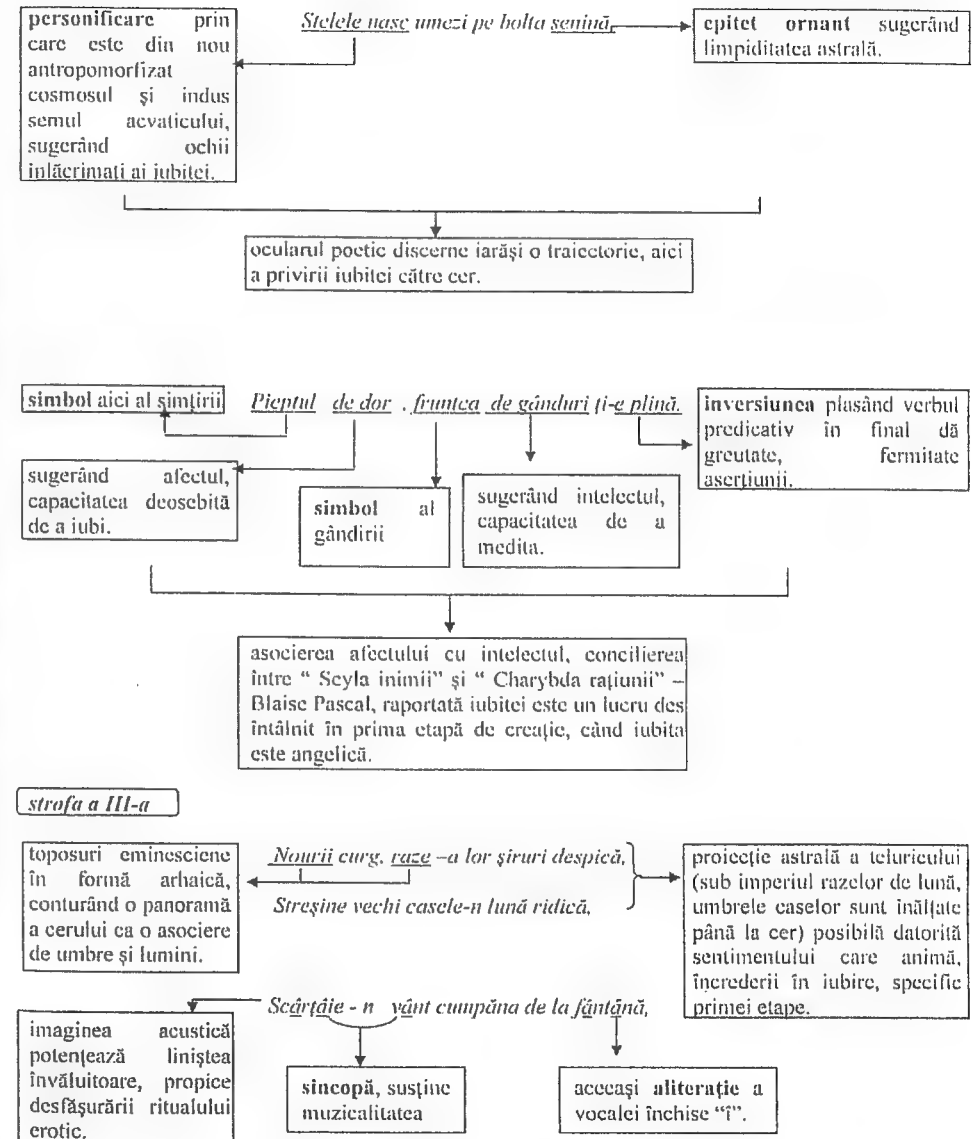 personificare prin
care este din nou
antropomorfizat
cosmosul și indus
semul acvaticului,
sugerând ochii
înlăcrimați ai iubitei.
Stelele nasc umezi pe bolta senină,
epitet ornant sugerând
limpiditatea astrală.
ocularul poetic discerne iarăși o traiectorie, aici
a privirii iubitei către cer.
simbol aici al simțirii.
Pieptul de dor , fruntea de gânduri ți-e plină.
inversiunea plasând verbul
predicativ în final dă
greutate, fermitate
aserțiunii.
sugerând afectul,
capacitatea deosebită
de a iubi.
simbol al
gândirii
sugerând intelectul,
capacitatea de a
medita.
asocierea afectului cu intelectul, concilierea
între “ Scyla inimii” și “ Charybda rațiunii” –
Blaise Pascal, raportată iubitei este un lucru des
întâlnit în prima etapă de creație, când iubita
este angelică.
strofa a III-a
toposuri eminesciene
în formă arhaică,
conturând o panoramă
a cerului ca o asociere
de umbre și lumini.
Nourii curg, raze –a lor șiruri despică,
Streșine vechi casele-n lună ridică,
proiecție astrală a teluricului
(sub imperiul razelor de lună,
umbrele caselor sunt înălțate
până la cer) posibilă datorită
sentimentului care animă,
încrederii în iubire, specific
primei etape.
Scârțâie - n vânt cumpăna de la fântână,
imaginea acustică
potențează liniștea
învăluitoare, propice
desfășurării ritualului
erotic.
sincopă, susține
muzicalitatea
aceeași aliterație a
vocalei închise “î”.